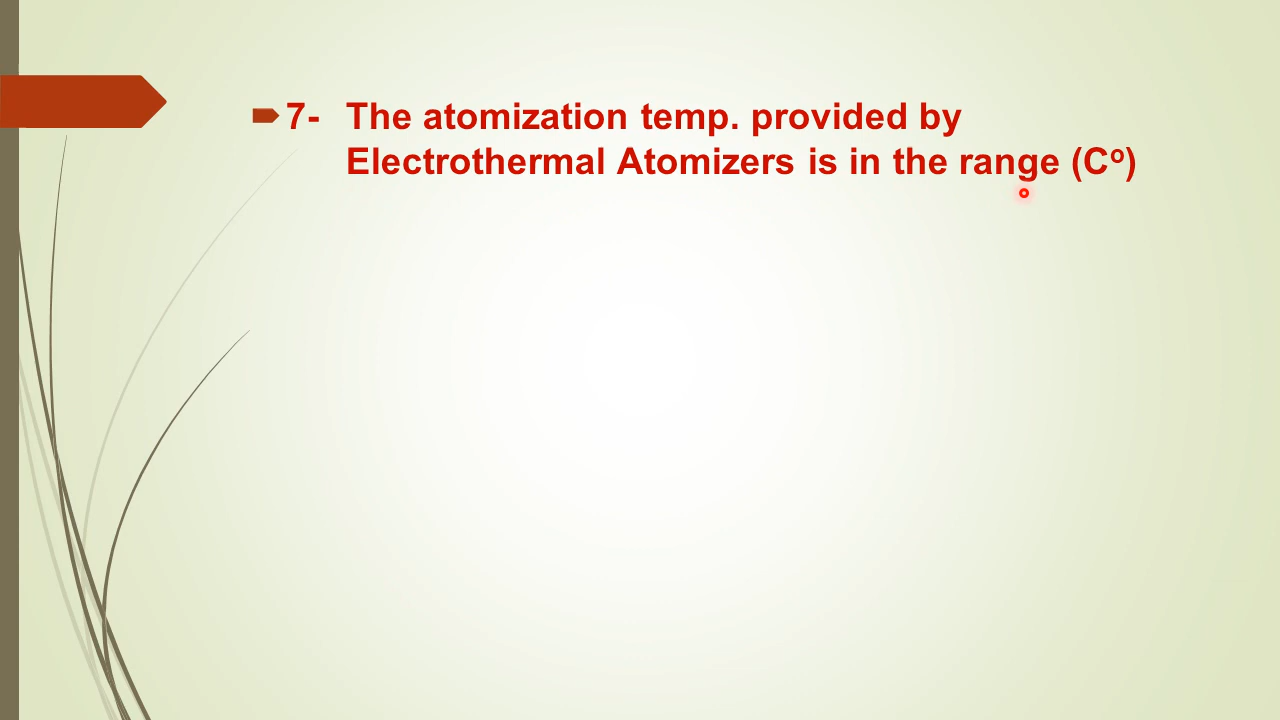 7- The atomization temp. provided by
Electrothermal Atomizers is in the range (Cº)